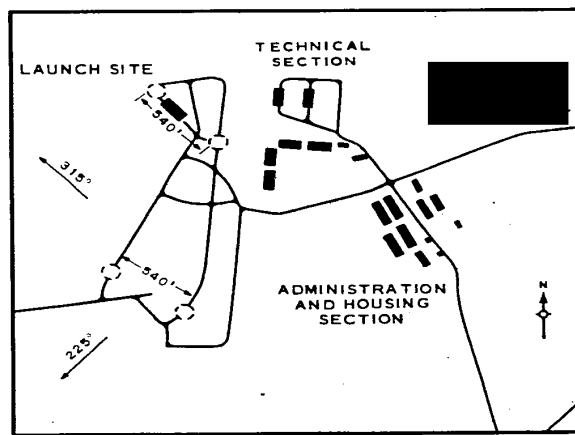 TECHNICAL
SECTION
LAUNCH SITE
540'
315°
540'
ADMINISTRATION
AND HOUSING
SECTION
N
225°